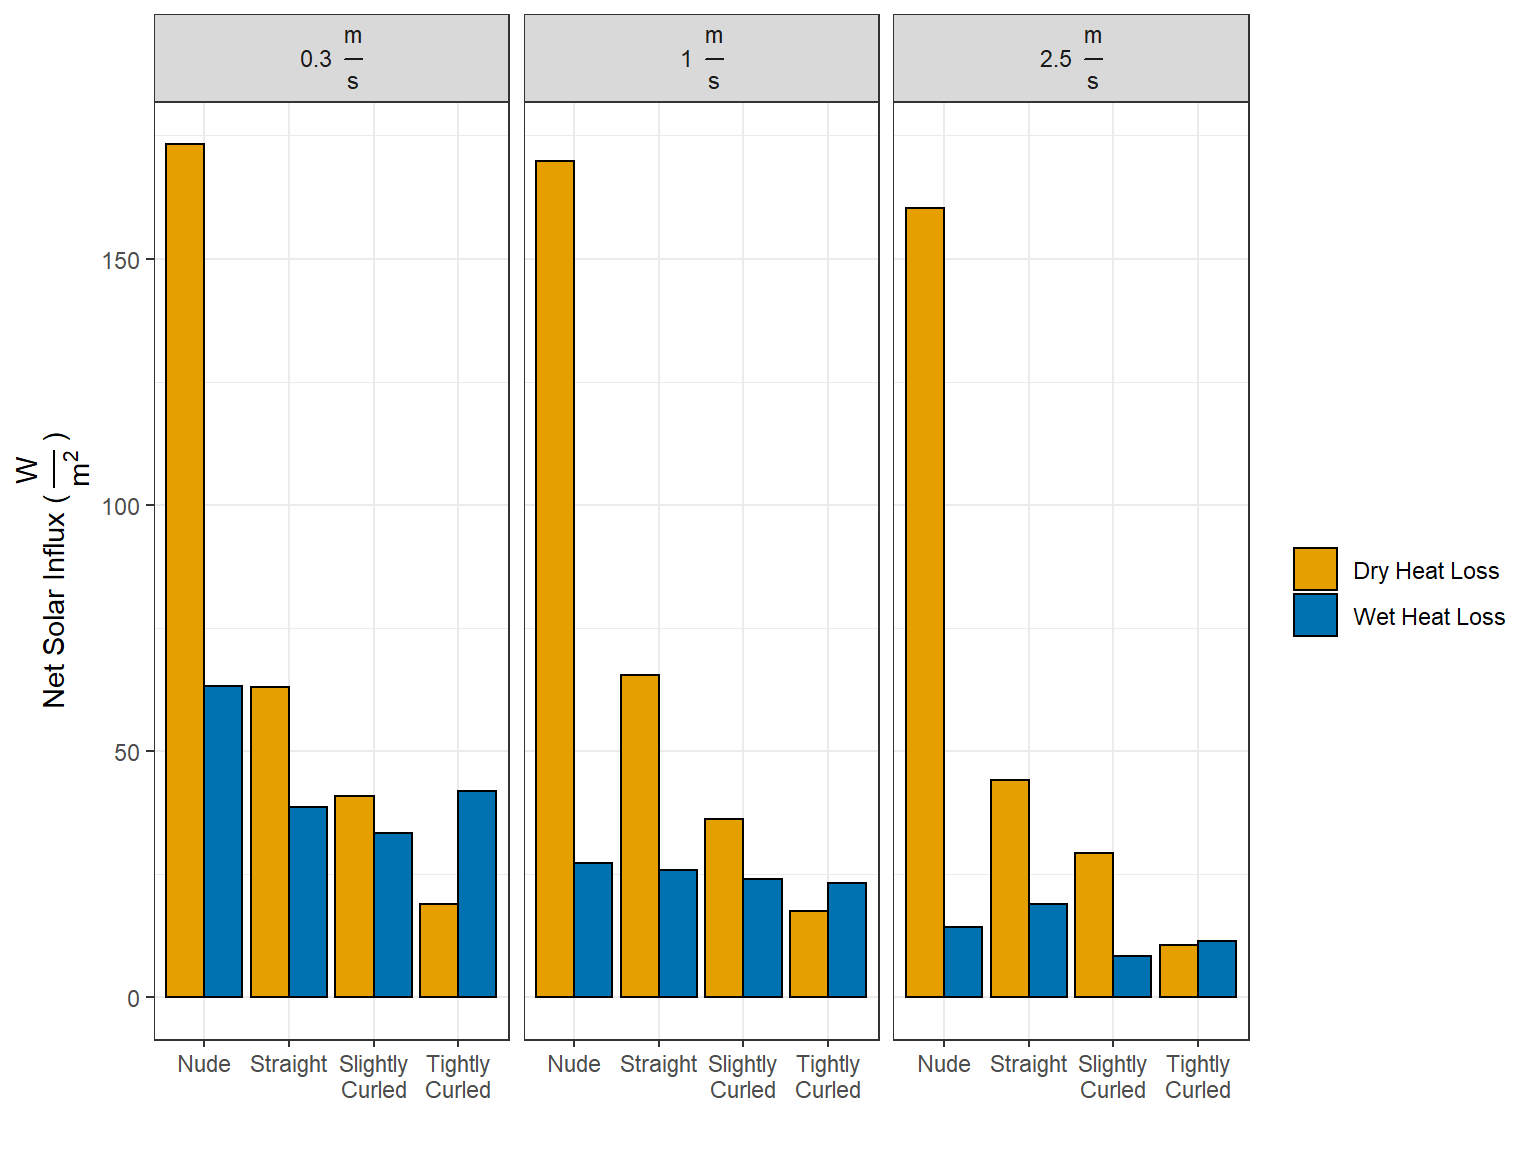 0.3 m/s
1 m/s
2.5 m/s
Net Solar Influx (W/m²)
150
100
50
0
Nude Straight Slightly Curled Tightly Curled
Nude Straight Slightly Curled Tightly Curled
Nude Straight Slightly Curled Tightly Curled
Dry Heat Loss
Wet Heat Loss